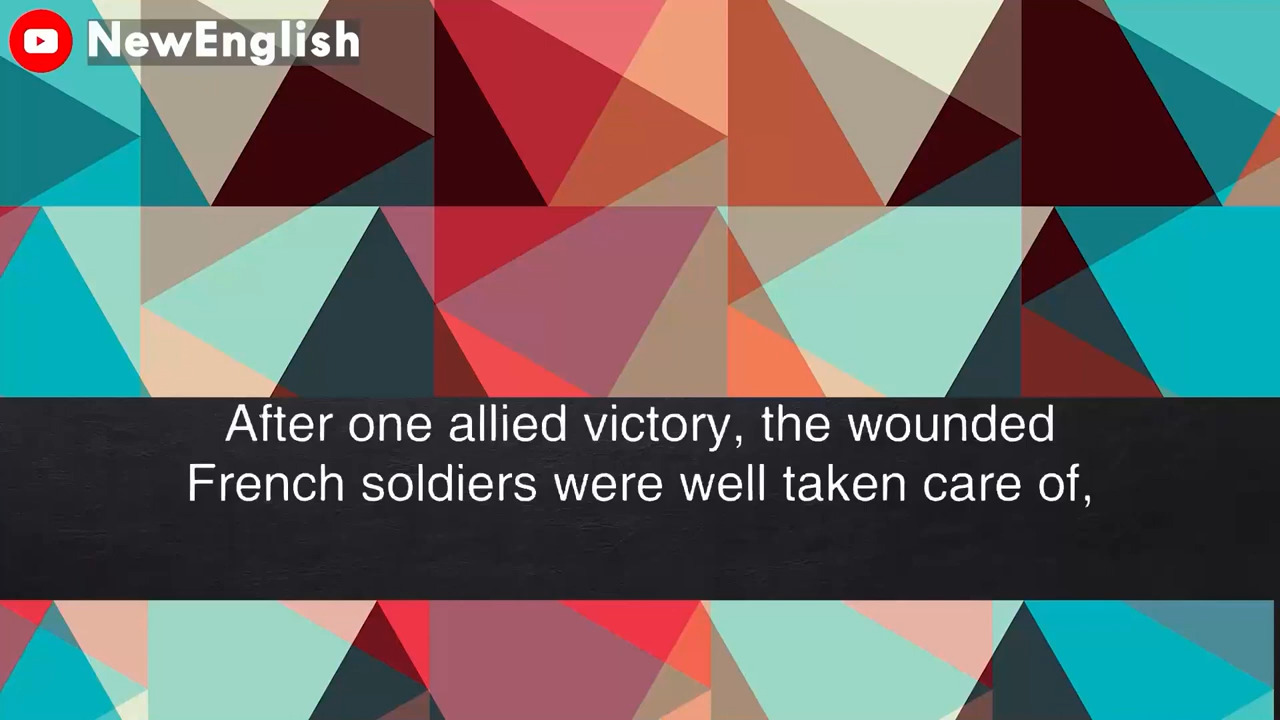 NewEnglish
After one allied victory, the wounded
French soldiers were well taken care of,